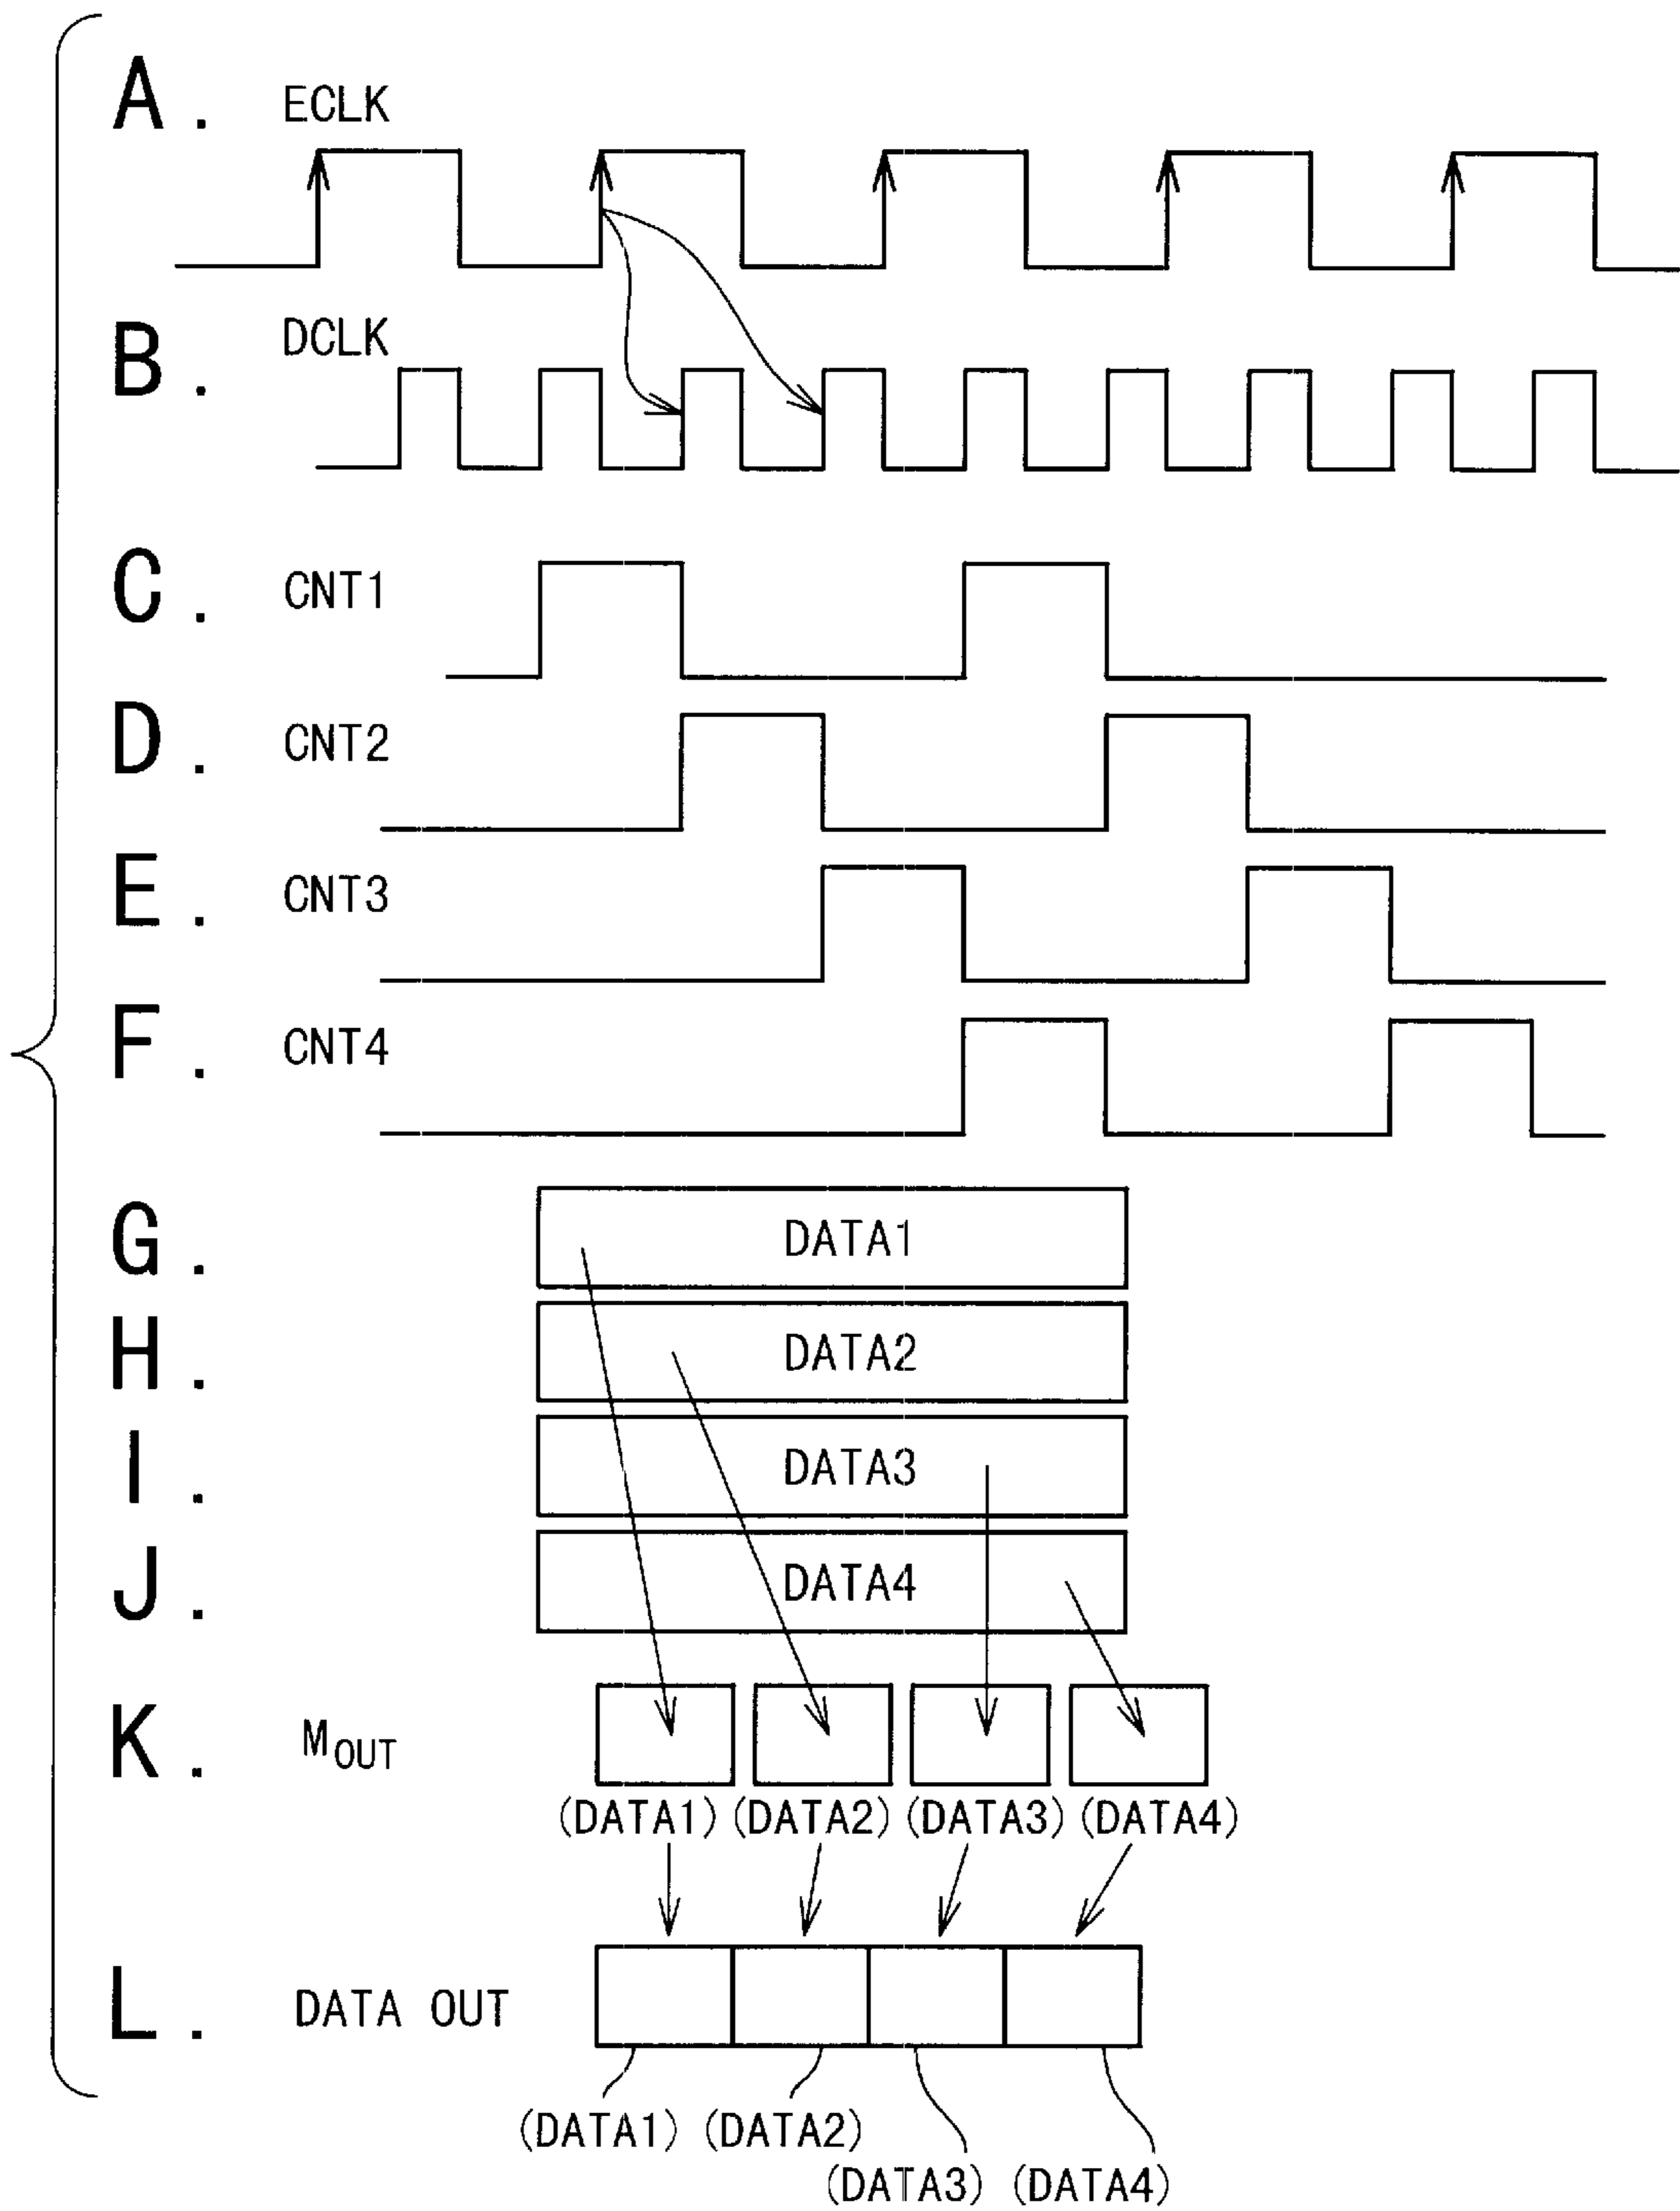 A. ECLK
B. DCLK
C. CNT1
D. CNT2
E. CNT3
F. CNT4
G. DATA1
H. DATA2
I. DATA3
J. DATA4
K. MOUT
(DATA1) (DATA2) (DATA3) (DATA4)
L. DATA OUT
(DATA1) (DATA2)
(DATA3) (DATA4)